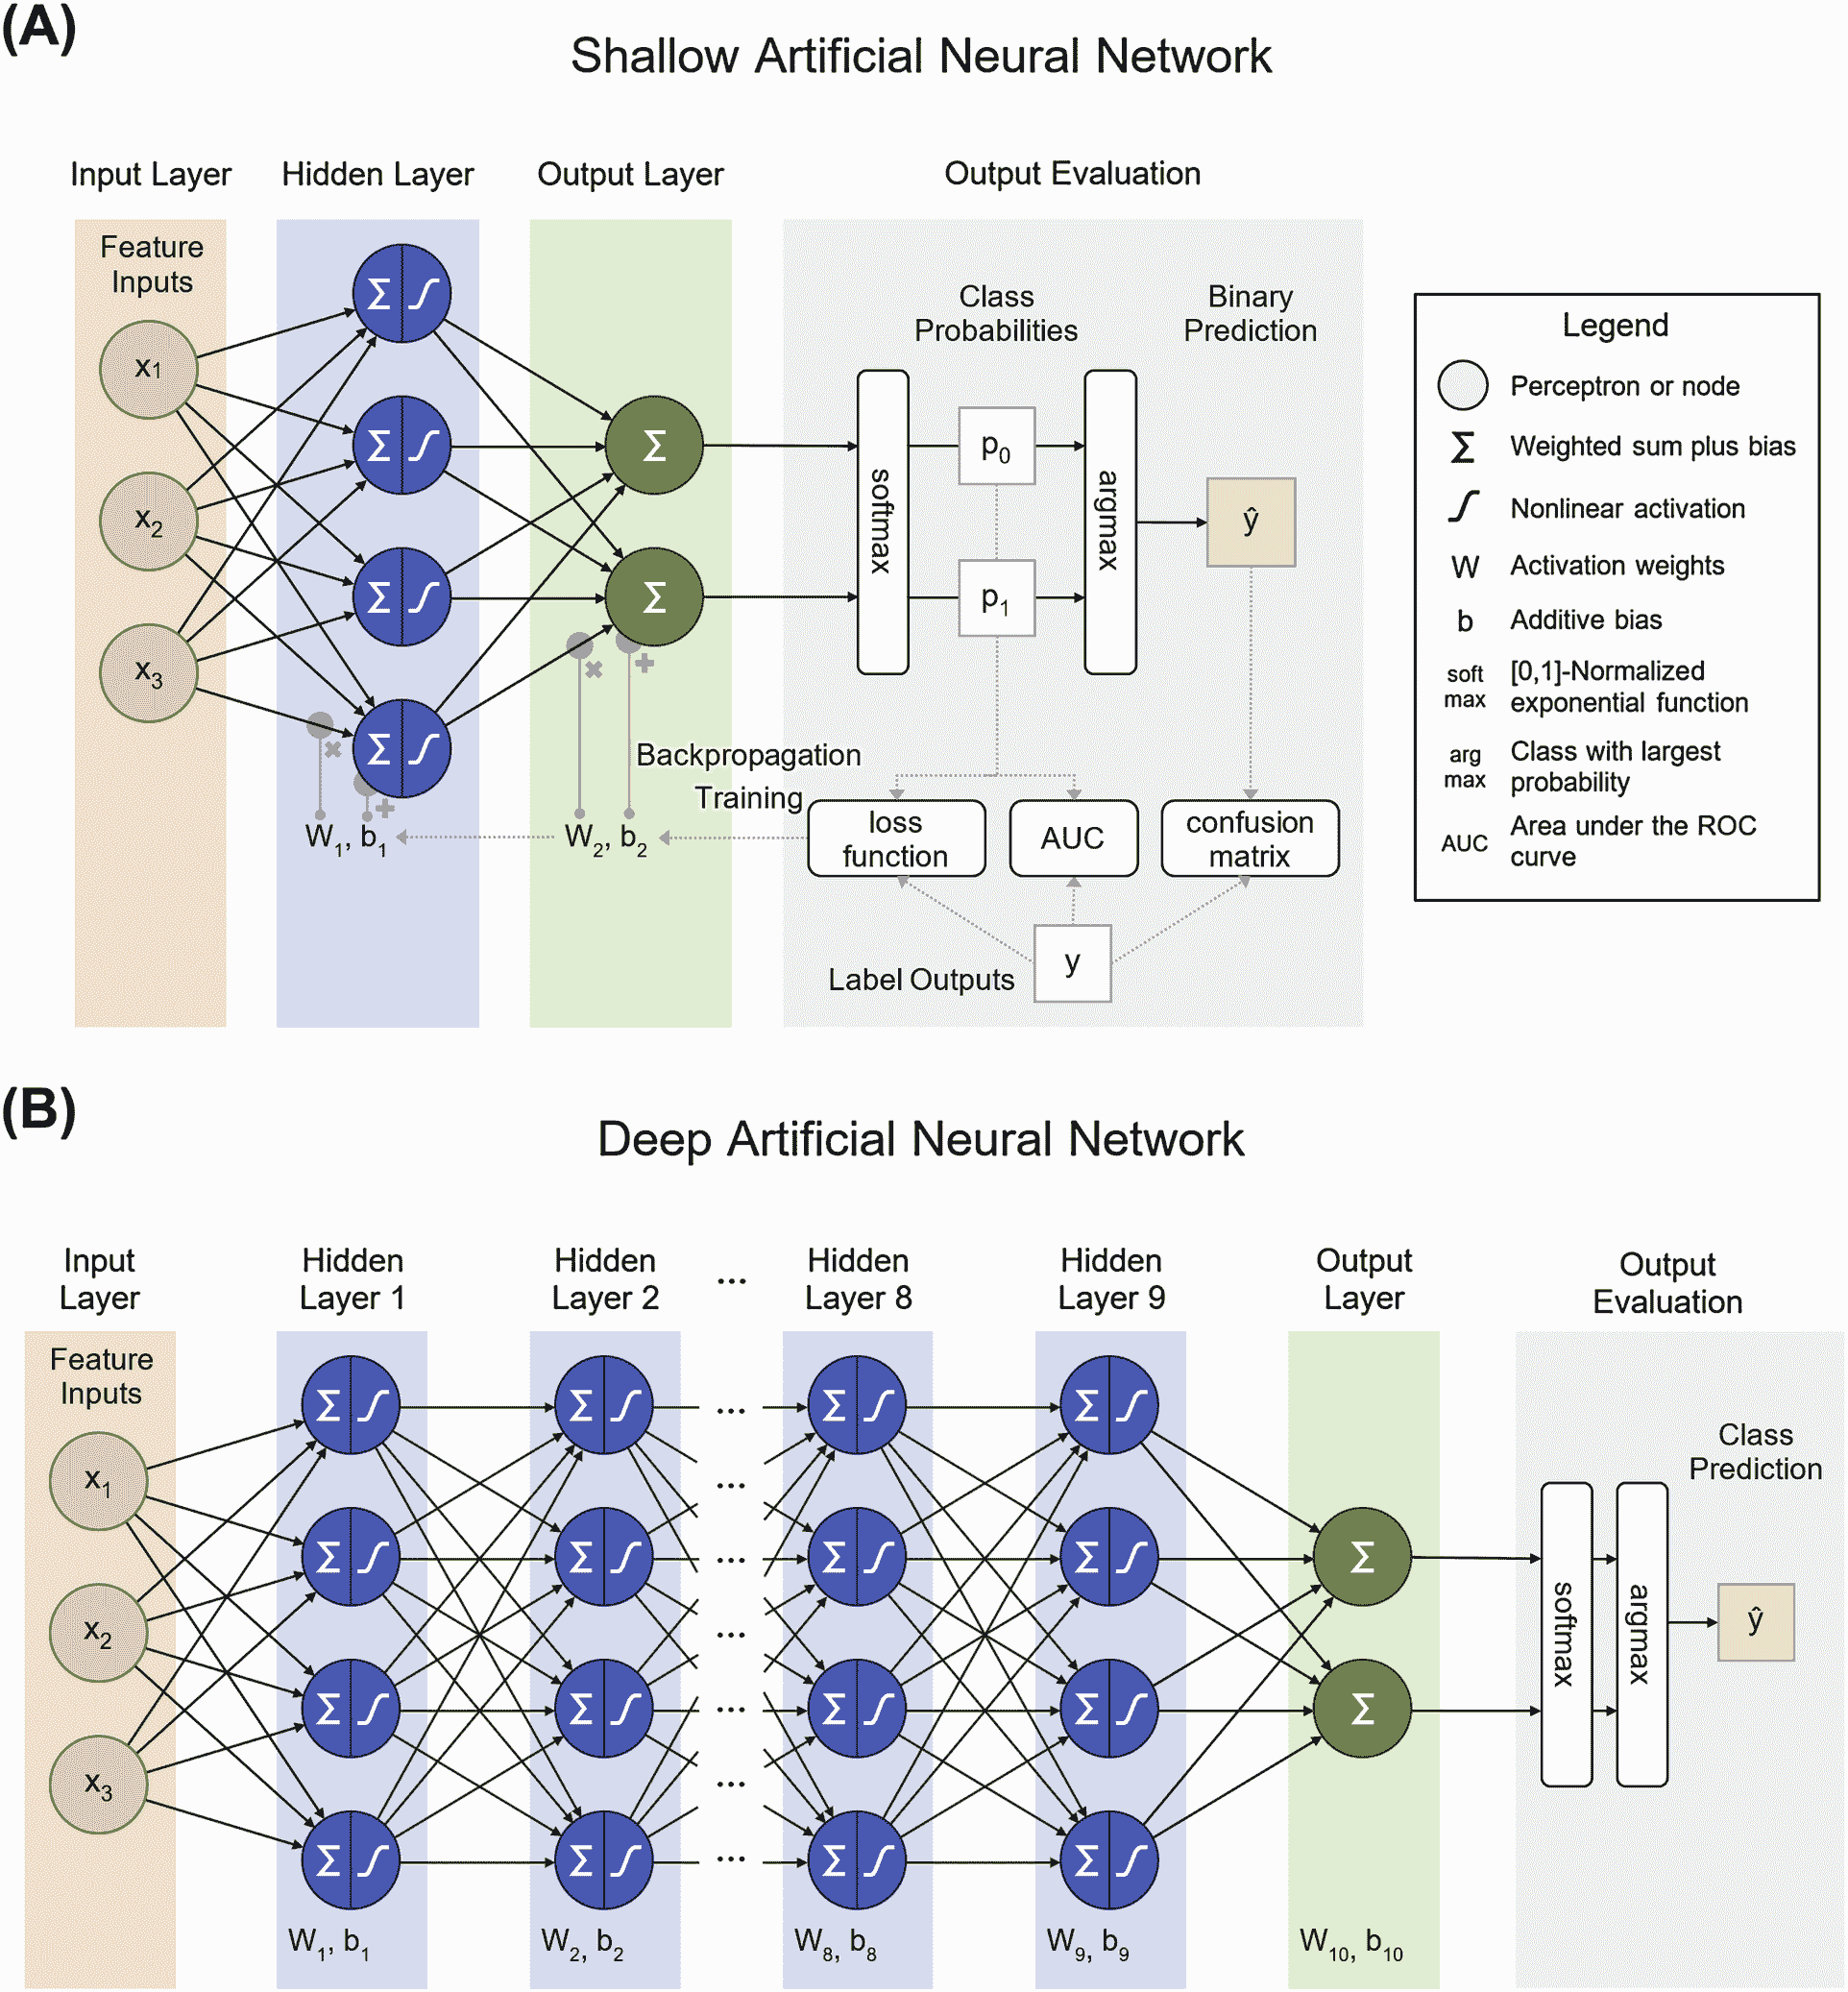 (A)
Shallow Artificial Neural Network
Input Layer
Hidden Layer
Output Layer
Output Evaluation
Feature
Inputs
x1
x2
x3
Σ ∫
Σ ∫
Σ ∫
Σ ∫
Σ
Σ
Class
Probabilities
Binary
Prediction
softmax
p0
p1
argmax
ŷ
×
+
×
+
W1, b1
W2, b2
Backpropagation
Training
loss
function
AUC
confusion
matrix
y
Label Outputs
Legend
Perceptron or node
Σ Weighted sum plus bias
∫ Nonlinear activation
W Activation weights
b Additive bias
soft
max
[0,1]-Normalized
exponential function
arg
max
Class with largest
probability
AUC
Area under the ROC
curve
(B)
Deep Artificial Neural Network
Input
Layer
Hidden
Layer 1
Hidden
Layer 2
...
Hidden
Layer 8
Hidden
Layer 9
Output
Layer
Output
Evaluation
Feature
Inputs
x1
x2
x3
Σ ∫ Σ ∫ ... Σ ∫ Σ ∫
...
Σ ∫ Σ ∫ ... Σ ∫ Σ ∫ Σ
...
Σ ∫ Σ ∫ ... Σ ∫ Σ ∫ Σ
...
Σ ∫ Σ ∫ ... Σ ∫ Σ ∫
Class
Prediction
softmax
argmax
ŷ
W1, b1
W2, b2
W8, b8
W9, b9
W10, b10